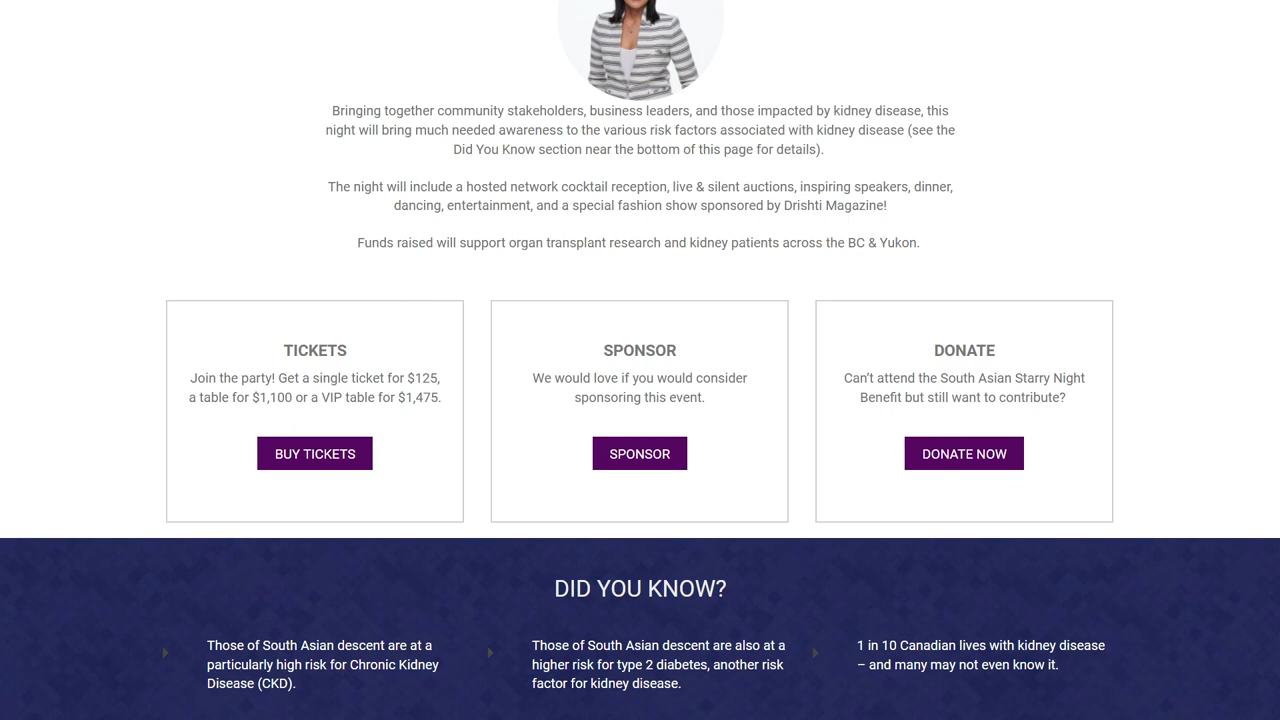 Bringing together community stakeholders, business leaders, and those impacted by kidney disease, this
night will bring much needed awareness to the various risk factors associated with kidney disease (see the
Did You Know section near the bottom of this page for details).
The night will include a hosted network cocktail reception, live & silent auctions, inspiring speakers, dinner,
dancing, entertainment, and a special fashion show sponsored by Drishti Magazine!
Funds raised will support organ transplant research and kidney patients across the BC & Yukon.
TICKETS
Join the party! Get a single ticket for $125,
a table for $1,100 or a VIP table for $1,475.
BUY TICKETS
SPONSOR
We would love if you would consider
sponsoring this event.
SPONSOR
DONATE
Can’t attend the South Asian Starry Night
Benefit but still want to contribute?
DONATE NOW
DID YOU KNOW?
Those of South Asian descent are at a
particularly high risk for Chronic Kidney
Disease (CKD).
Those of South Asian descent are also at a
higher risk for type 2 diabetes, another risk
factor for kidney disease.
1 in 10 Canadian lives with kidney disease
– and many may not even know it.